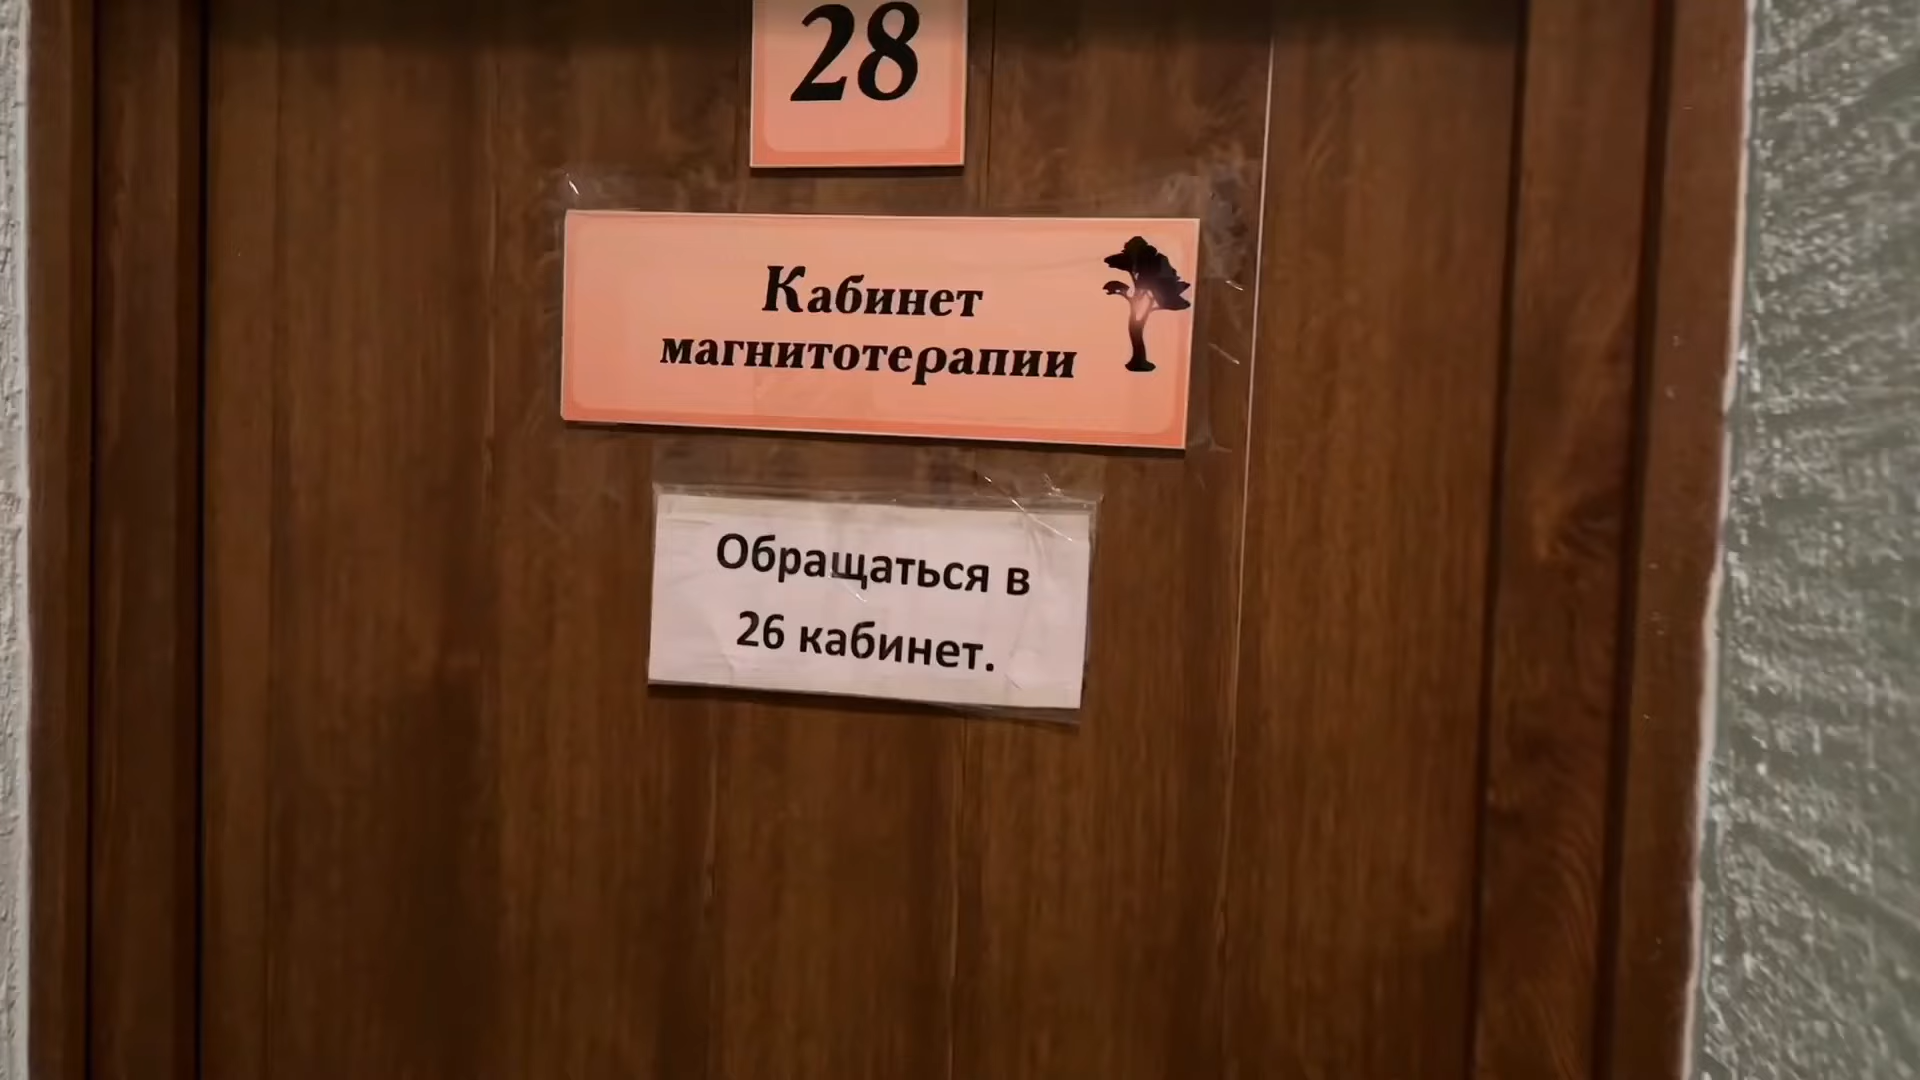 28
Кабинет
магнитотерапии
Обращаться в
26 кабинет.